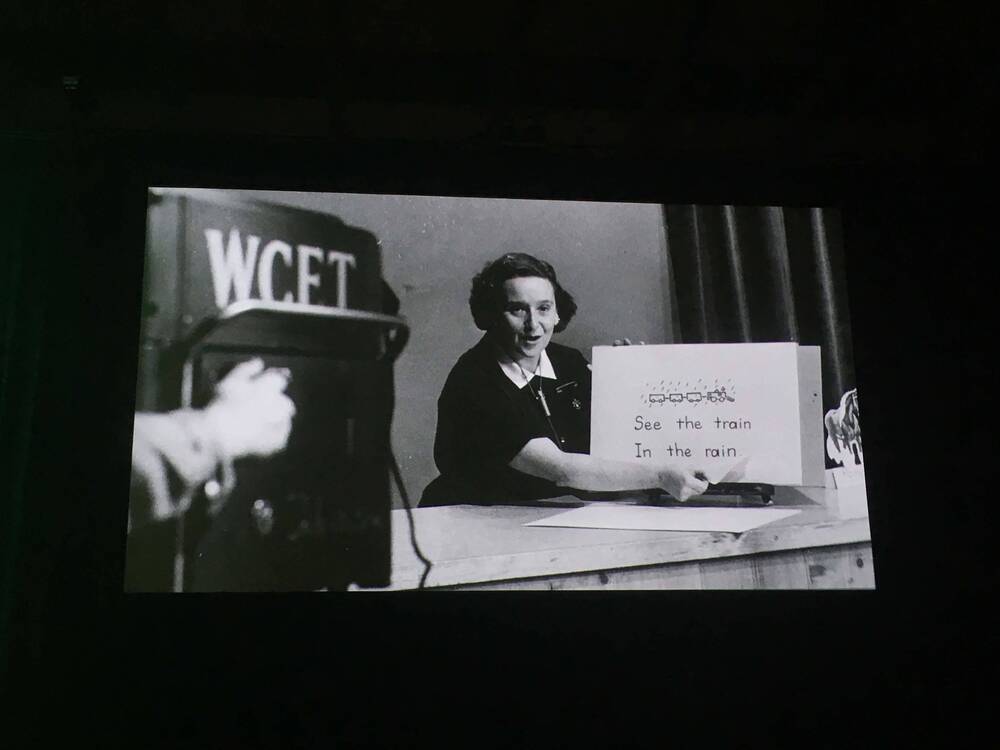 WCET
See the train
In the rain